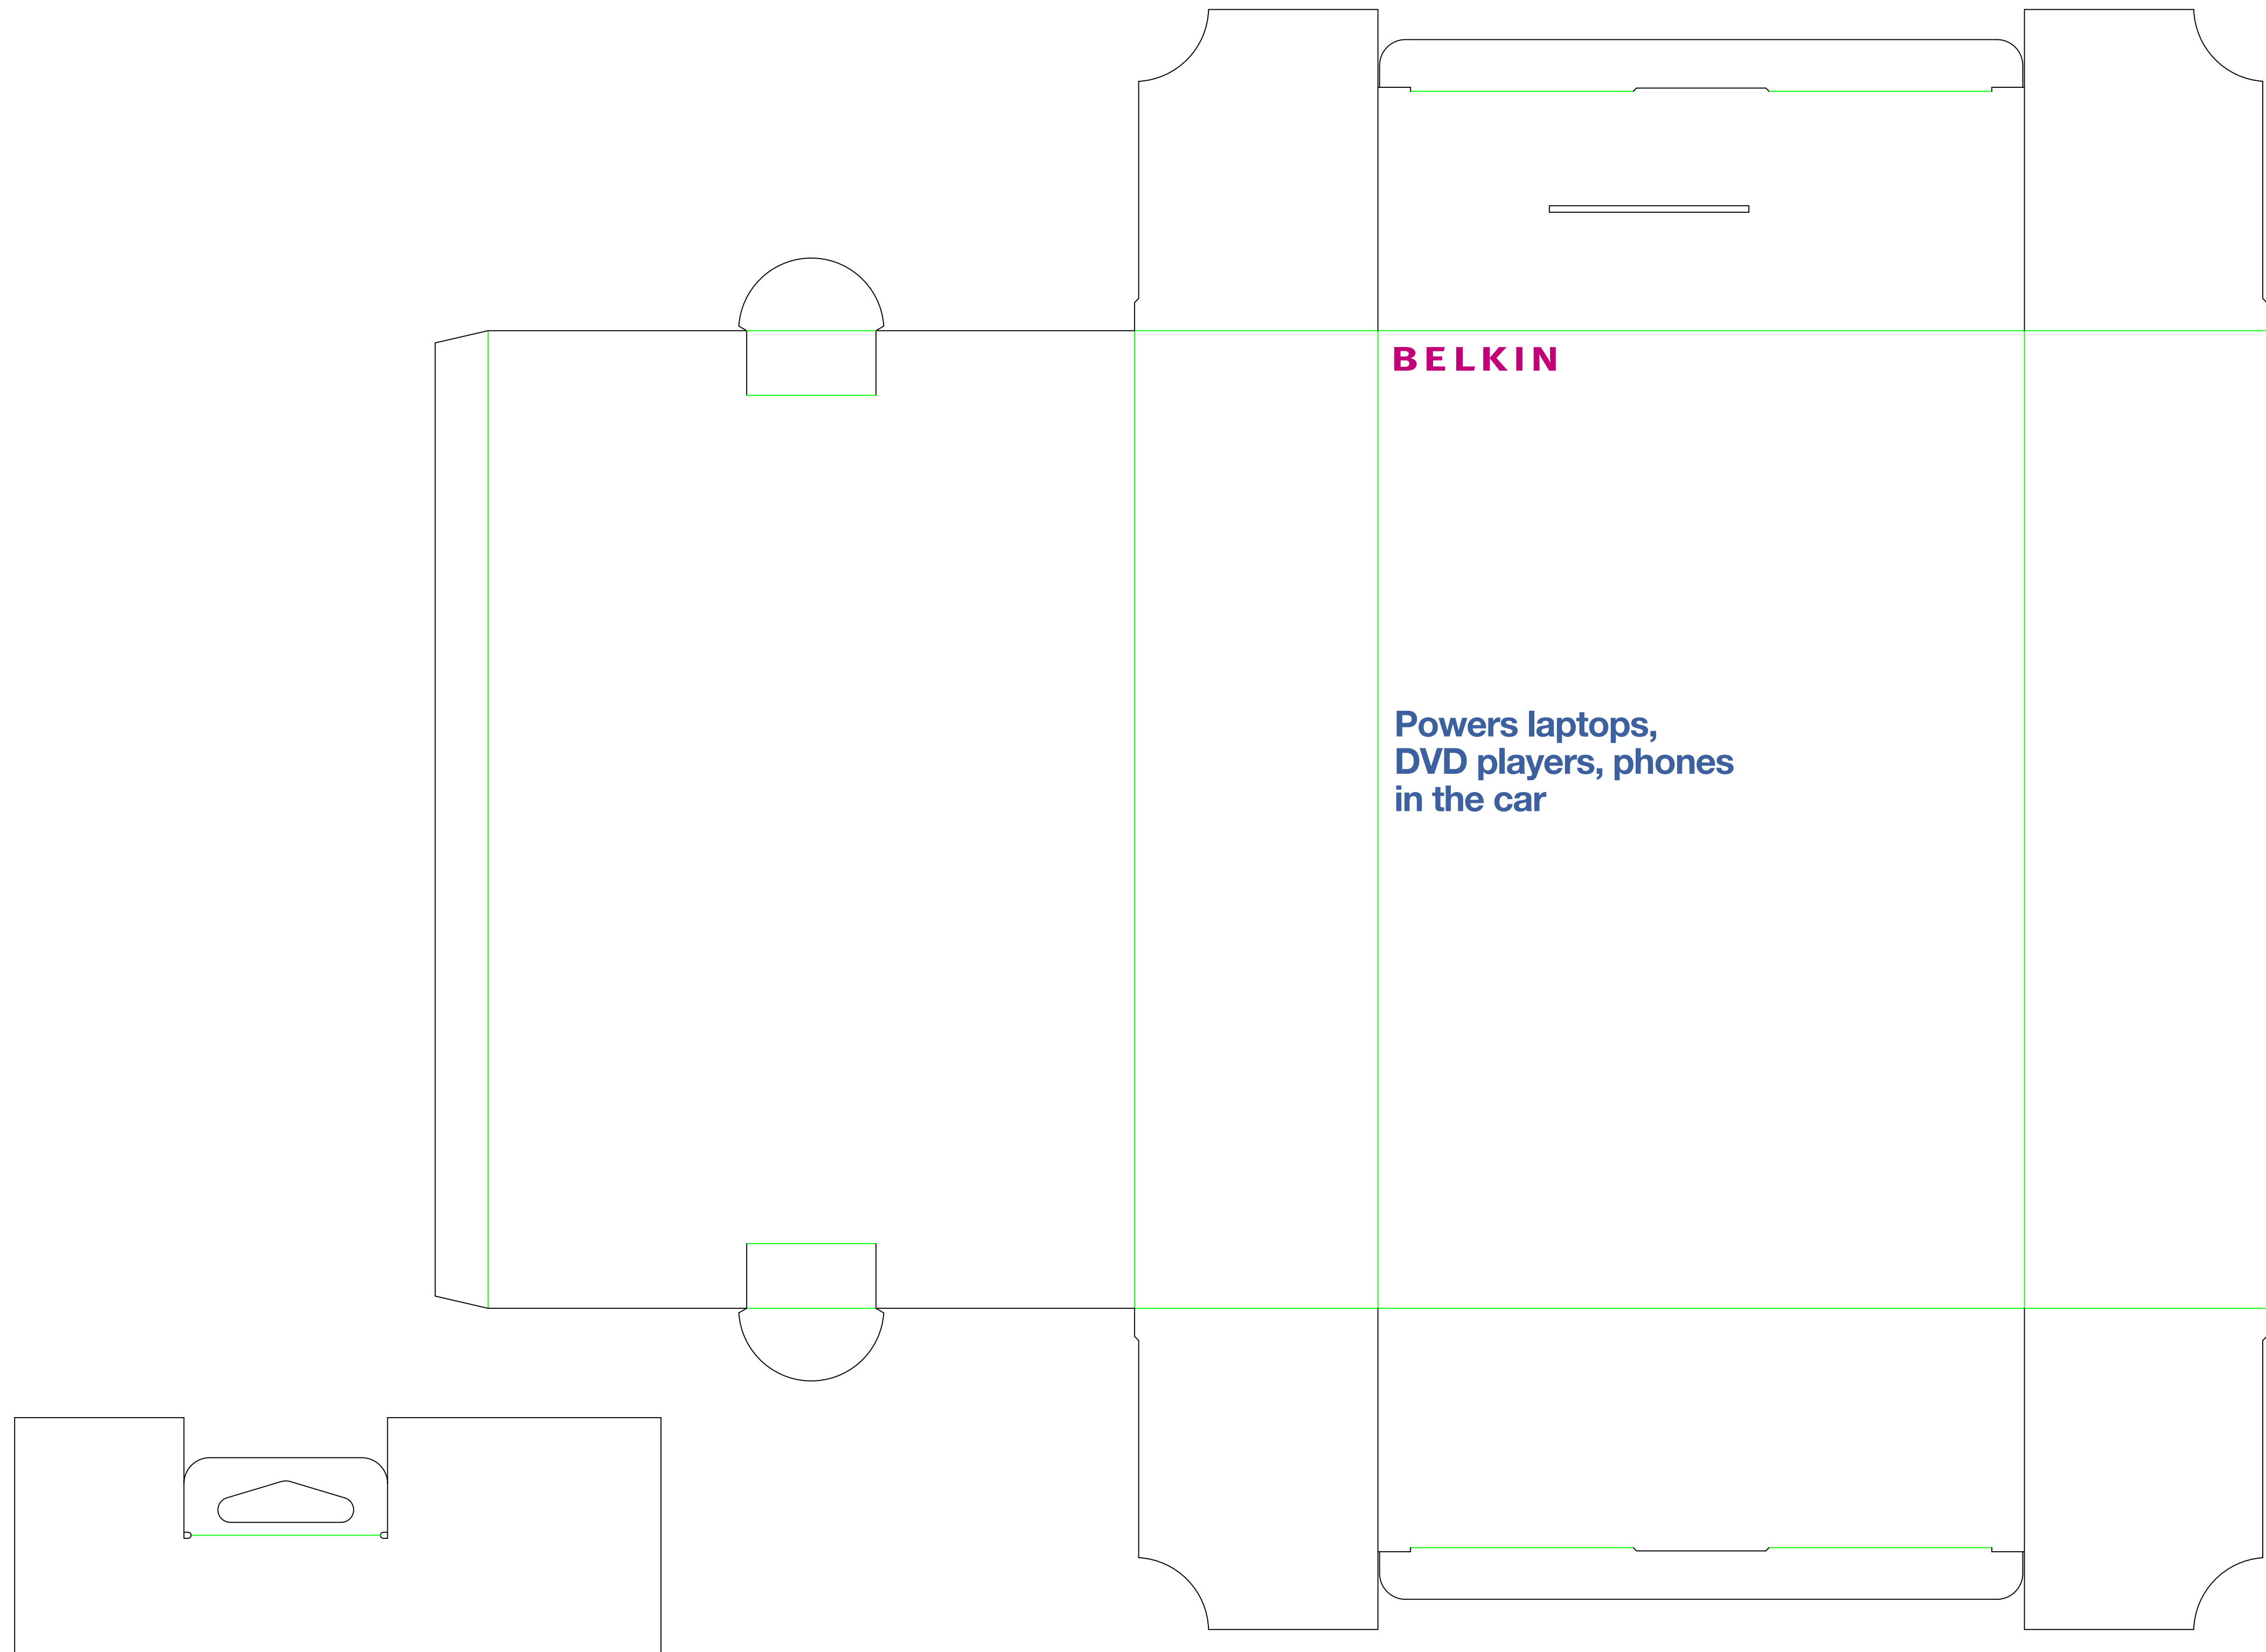 BELKIN
Powers laptops,
DVD players, phones
in the car